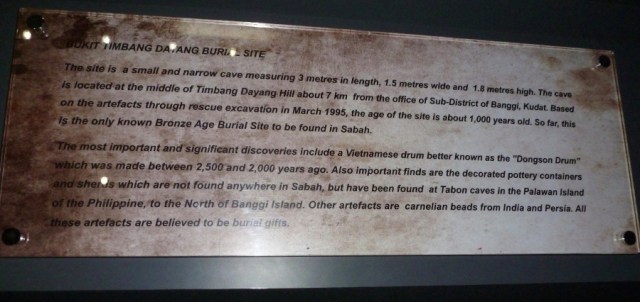 BUKIT TIMBANG DAYANG BURIAL SITE
The site is a small and narrow cave measuring 3 metres in length, 1.5 metres wide and 1.8 metres high. The cave
is located at the middle of Timbang Dayang Hill about 7 km from the office of Sub-District of Banggi, Kudat. Based
on the artefacts through rescue excavation in March 1995, the age of the site is about 1,000 years old. So far, this
is the only known Bronze Age Burial Site to be found in Sabah.
The most important and significant discoveries include a Vietnamese drum better known as the "Dongson Drum"
which was made between 2,500 and 2,000 years ago. Also important finds are the decorated pottery containers
and sherds which are not found anywhere in Sabah, but have been found at Tabon caves in the Palawan Island
of the Philippine, to the North of Banggi Island. Other artefacts are carnelian beads from India and Persia. All
these artefacts are believed to be burial gifts.